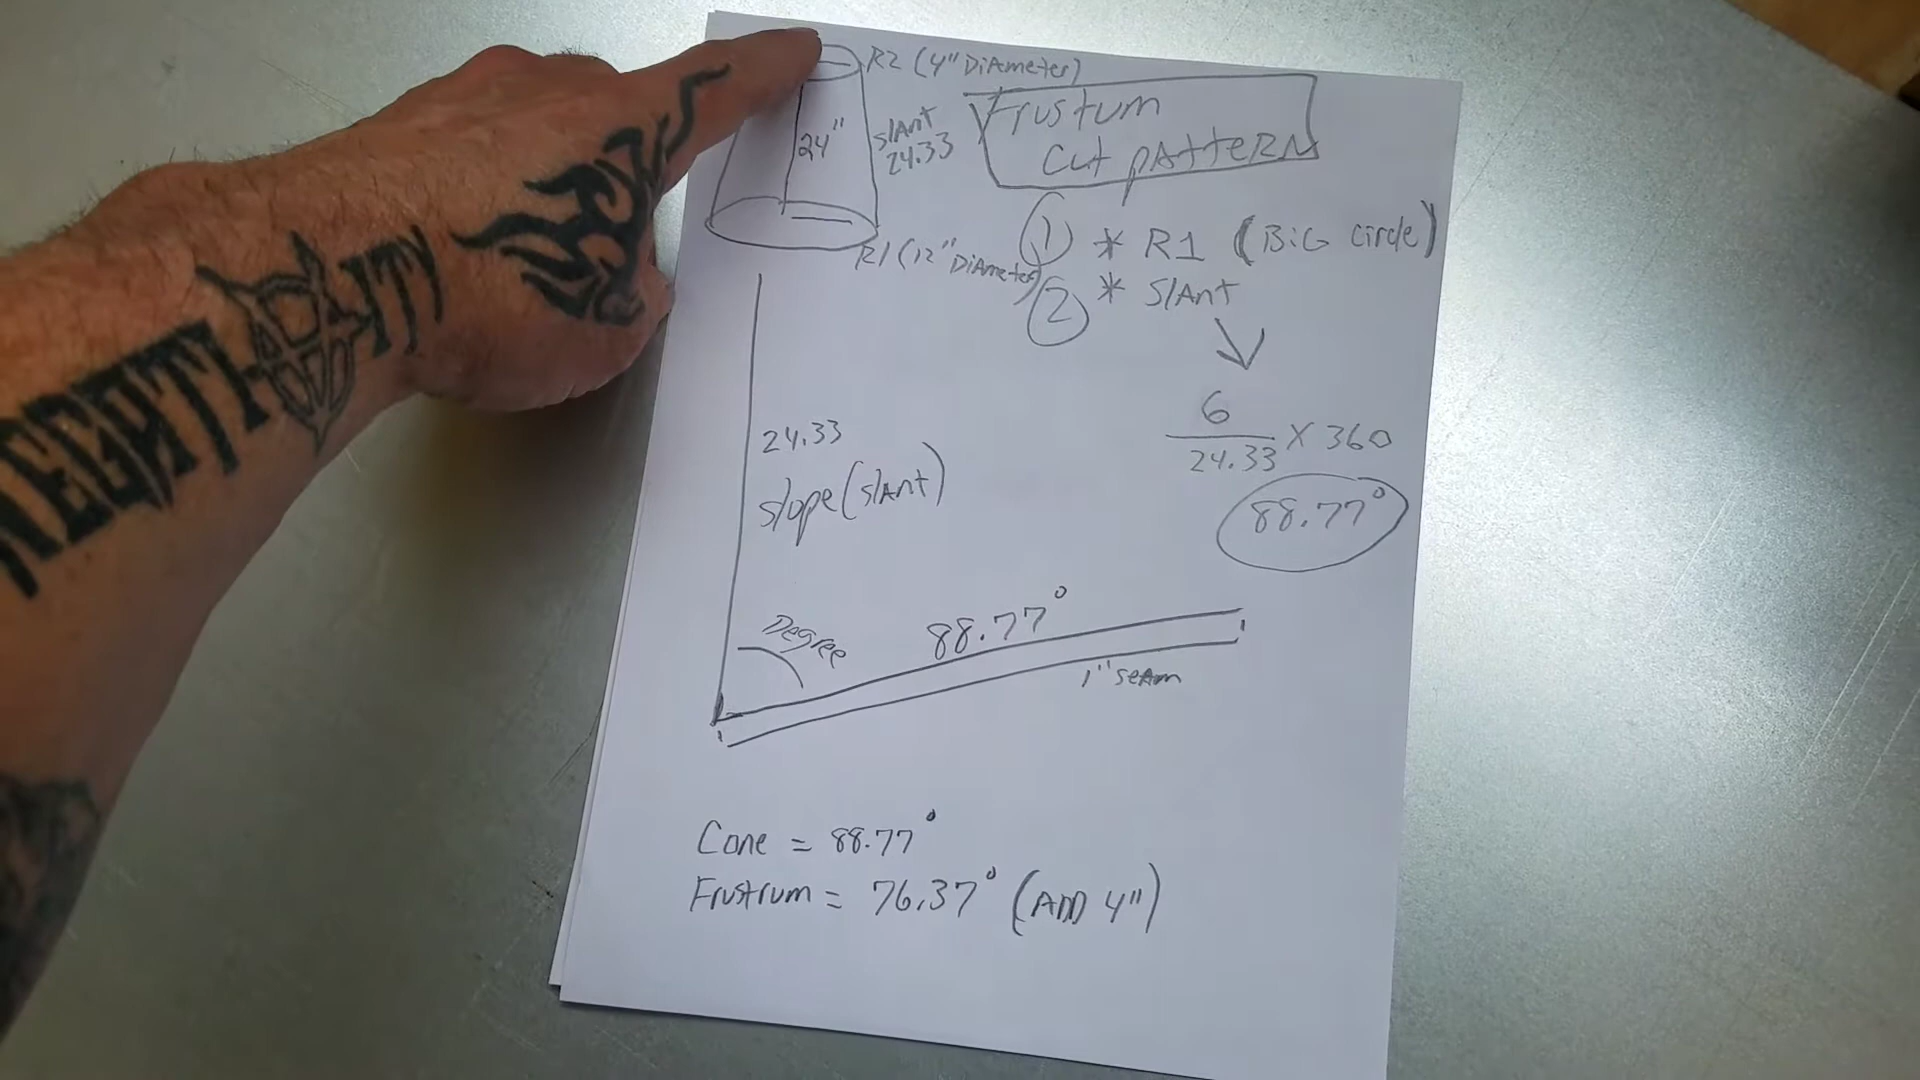 R2 (4" DiAmeter)
24"
slAnt
24.33
Frustum
Cut pAtteRN
R1 (12" DiAmeter)
1 * R1 (BiG circle)
2 * SlAnt
6
24.33 X 360
88.77°
24.33
slope (slAnt)
Degree
88.77°
1" seAm
Cone = 88.77°
Frustrum = 76.37° (ADD 4")